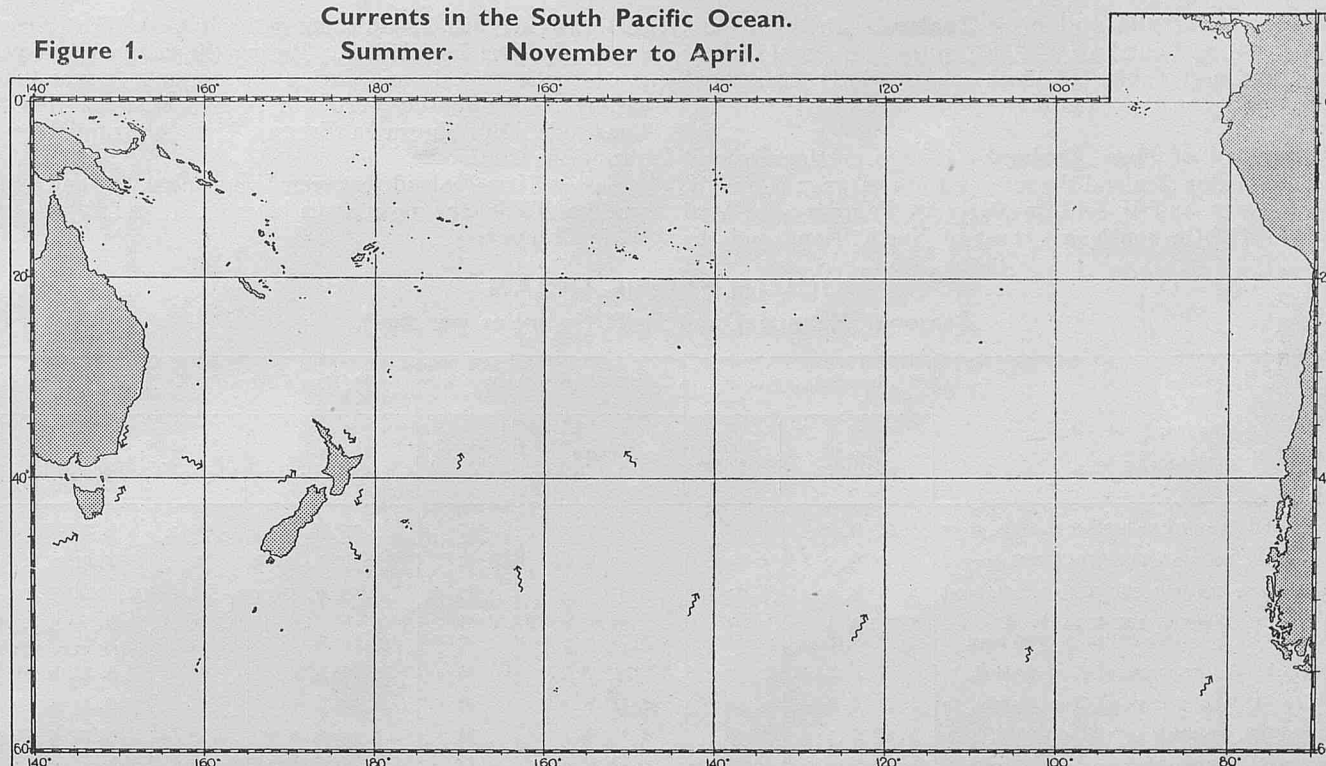 Currents in the South Pacific Ocean.
Figure 1. Summer. November to April.
140° 160° 180° 160° 140° 120° 100°
0°
20°
40°
60°
140° 160° 180° 160° 140° 120° 100° 80°